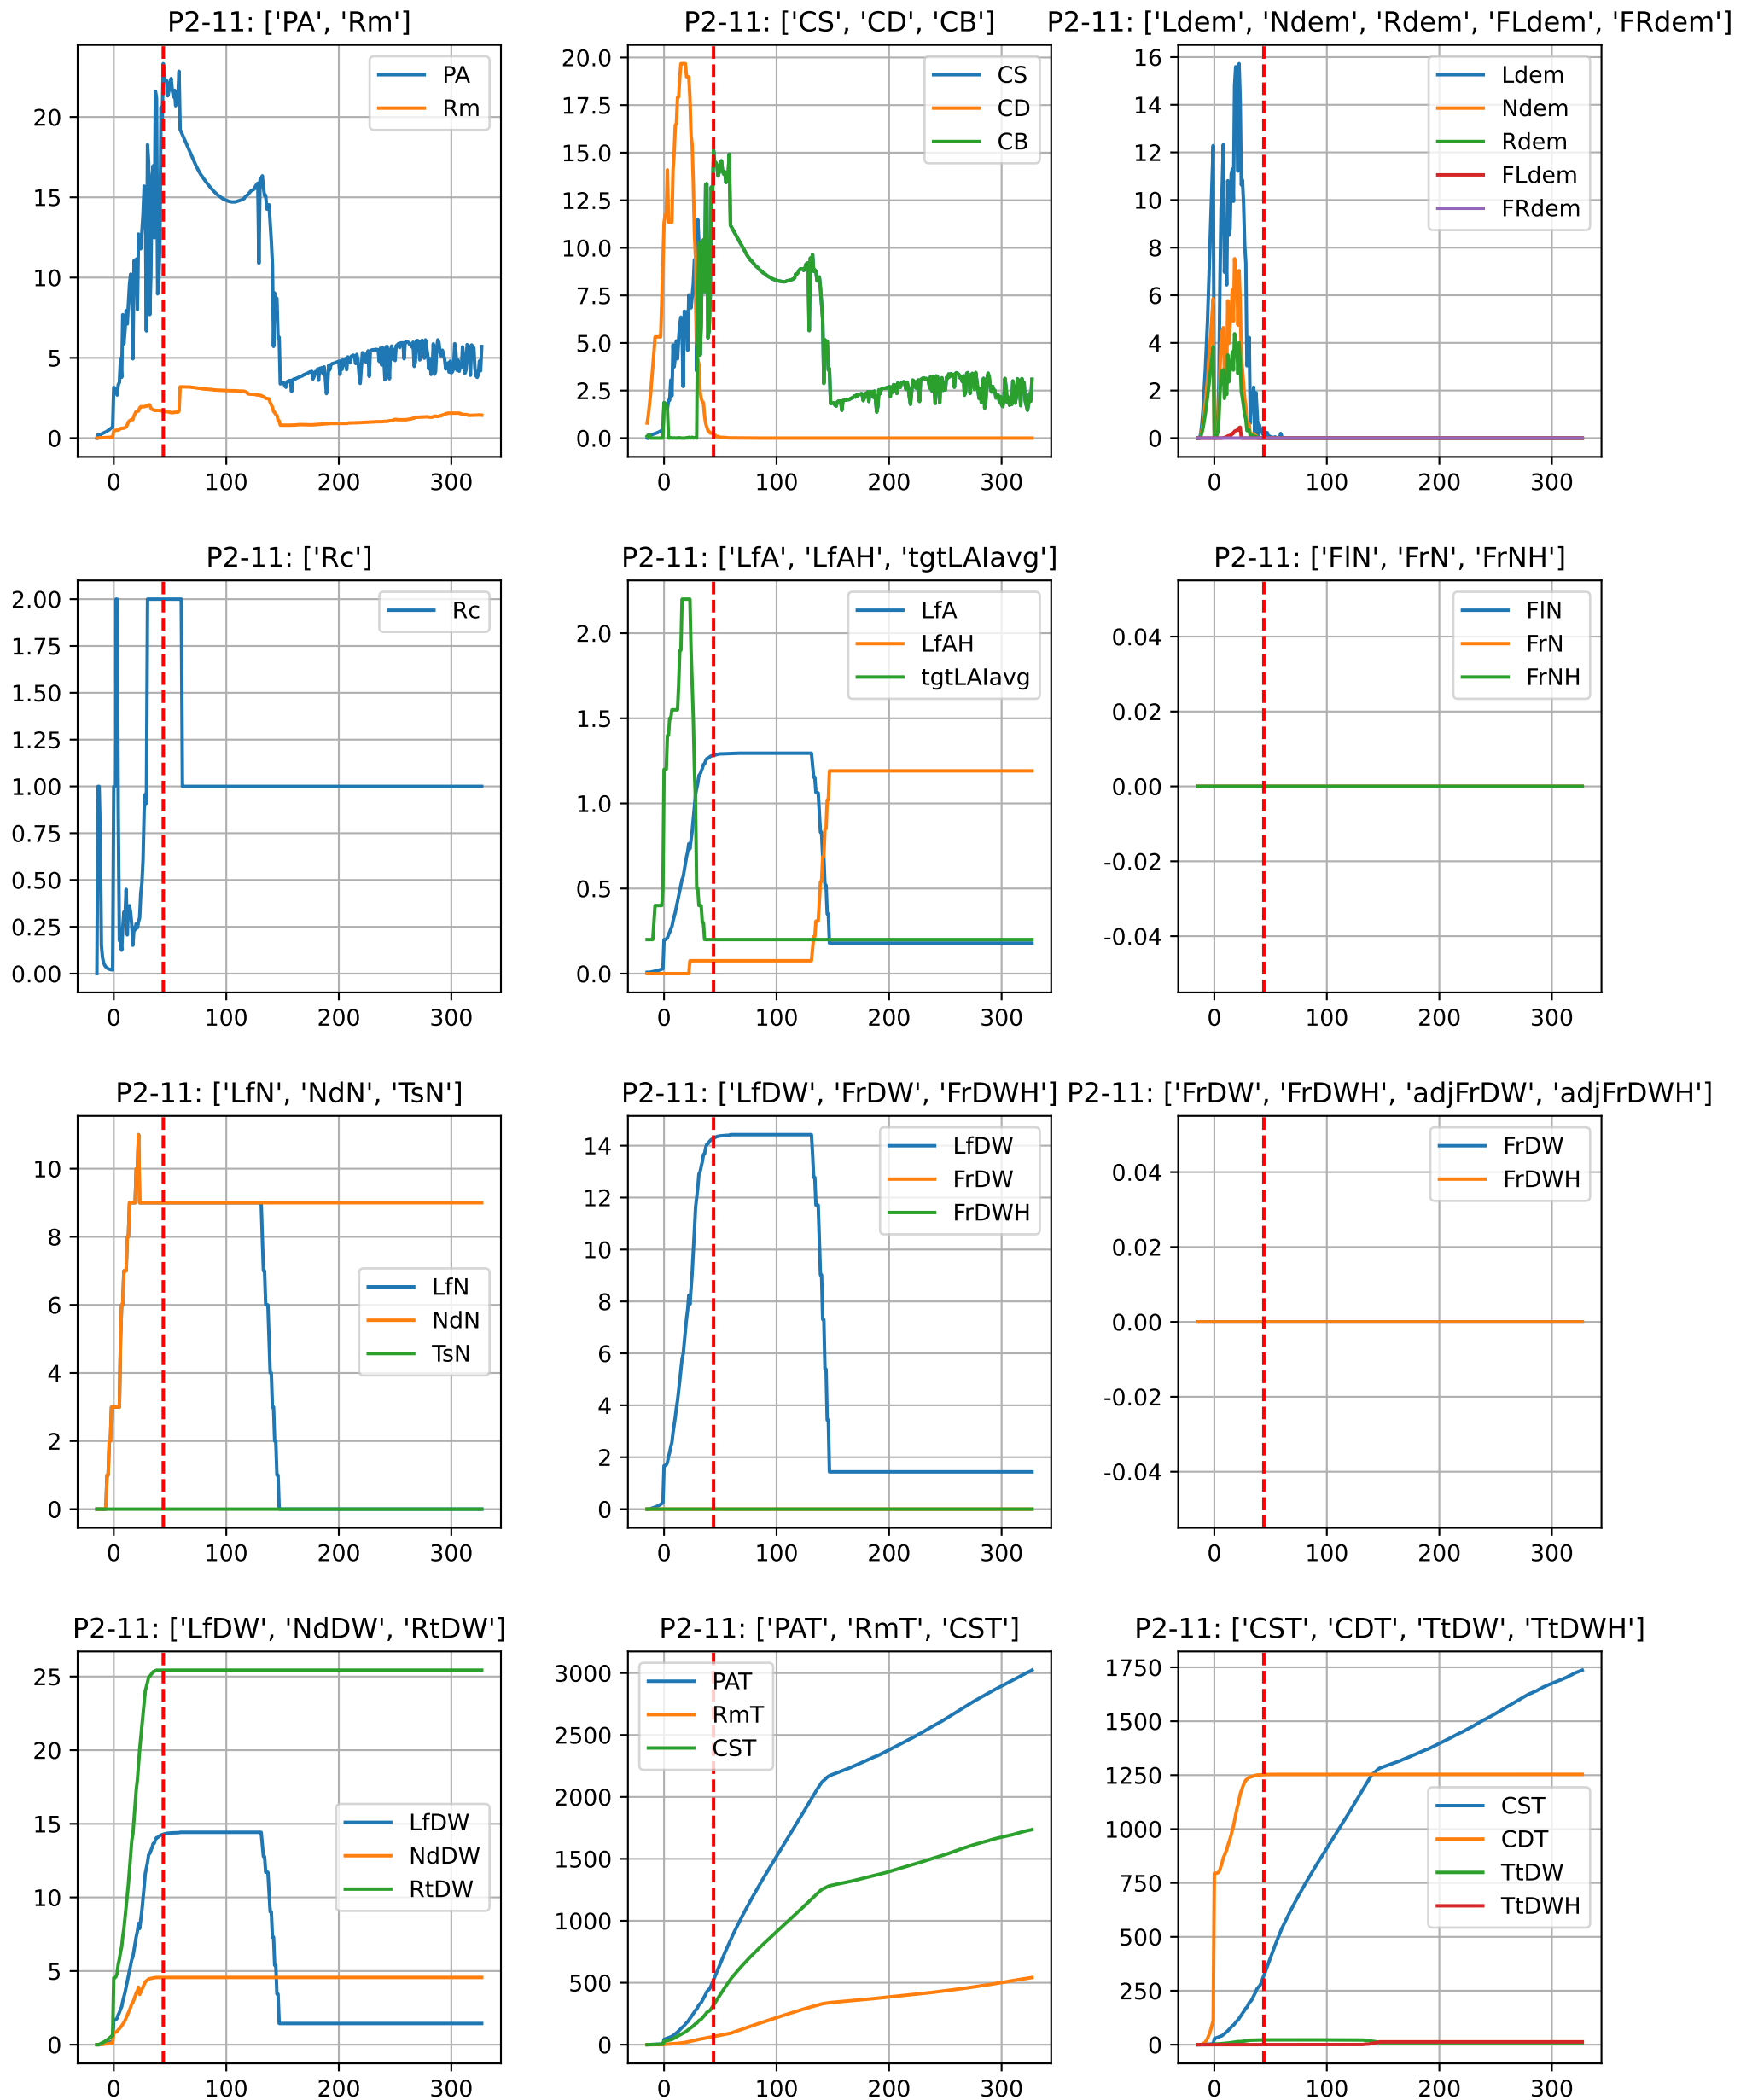 P2-11: ['PA', 'Rm']
PA
Rm
20
15
10
5
0
0 100 200 300
P2-11: ['CS', 'CD', 'CB']
CS
CD
CB
20.0
17.5
15.0
12.5
10.0
7.5
5.0
2.5
0.0
0 100 200 300
P2-11: ['Ldem', 'Ndem', 'Rdem', 'FLdem', 'FRdem']
Ldem
Ndem
Rdem
FLdem
FRdem
16
14
12
10
8
6
4
2
0
0 100 200 300
P2-11: ['Rc']
Rc
2.00
1.75
1.50
1.25
1.00
0.75
0.50
0.25
0.00
0 100 200 300
P2-11: ['LfA', 'LfAH', 'tgtLAIavg']
LfA
LfAH
tgtLAIavg
2.0
1.5
1.0
0.5
0.0
0 100 200 300
P2-11: ['FlN', 'FrN', 'FrNH']
FlN
FrN
FrNH
0.04
0.02
0.00
-0.02
-0.04
0 100 200 300
P2-11: ['LfN', 'NdN', 'TsN']
LfN
NdN
TsN
10
8
6
4
2
0
0 100 200 300
P2-11: ['LfDW', 'FrDW', 'FrDWH']
LfDW
FrDW
FrDWH
14
12
10
8
6
4
2
0
0 100 200 300
P2-11: ['FrDW', 'FrDWH', 'adjFrDW', 'adjFrDWH']
FrDW
FrDWH
0.04
0.02
0.00
-0.02
-0.04
0 100 200 300
P2-11: ['LfDW', 'NdDW', 'RtDW']
LfDW
NdDW
RtDW
25
20
15
10
5
0
0 100 200 300
P2-11: ['PAT', 'RmT', 'CST']
PAT
RmT
CST
3000
2500
2000
1500
1000
500
0
0 100 200 300
P2-11: ['CST', 'CDT', 'TtDW', 'TtDWH']
CST
CDT
TtDW
TtDWH
1750
1500
1250
1000
750
500
250
0
0 100 200 300